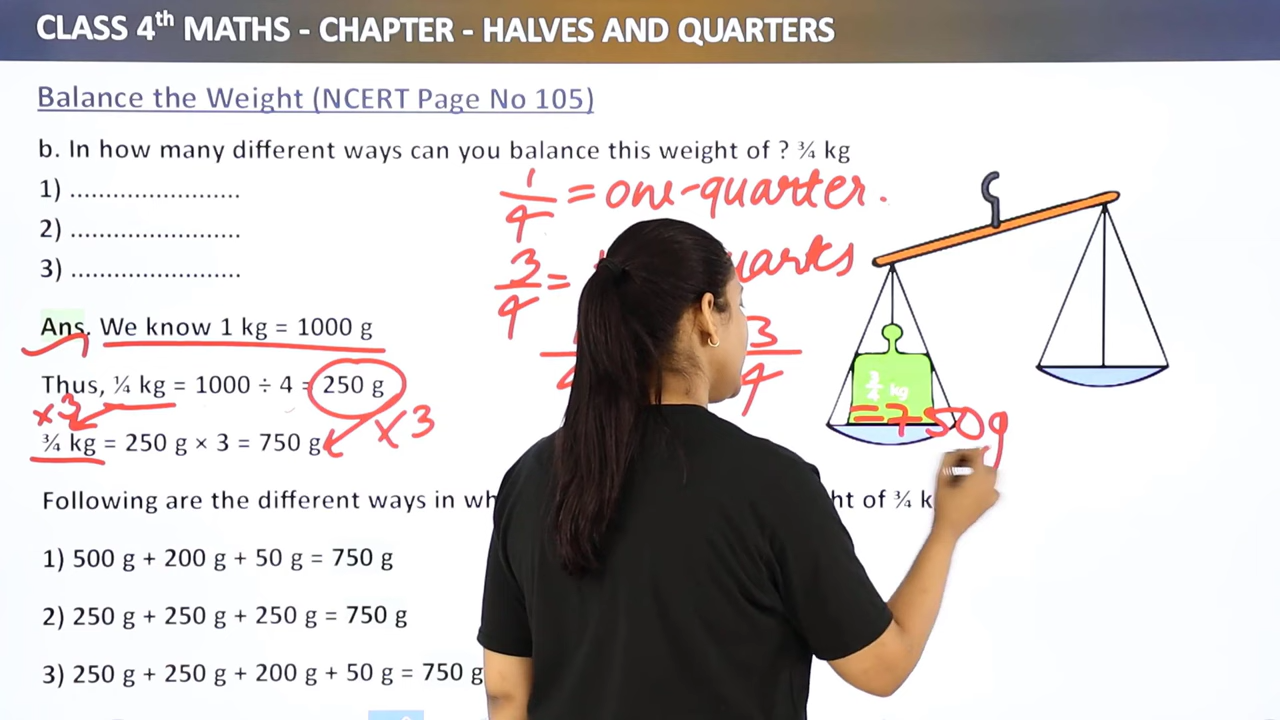 CLASS 4th MATHS - CHAPTER - HALVES AND QUARTERS
Balance the Weight (NCERT Page No 105)
b. In how many different ways can you balance this weight of ? ¾ kg
1) ........................
2) ........................
3) ........................
1/4 = one-quarter.
3/4 =
3/4
¾ kg
= 750g
Ans. We know 1 kg = 1000 g
Thus, ¼ kg = 1000 ÷ 4 = 250 g
×3
×3
¾ kg = 250 g × 3 = 750 g
Following are the different ways in of ¾
1) 500 g + 200 g + 50 g = 750 g
2) 250 g + 250 g + 250 g = 750 g
3) 250 g + 250 g + 200 g + 50 g = 750 g